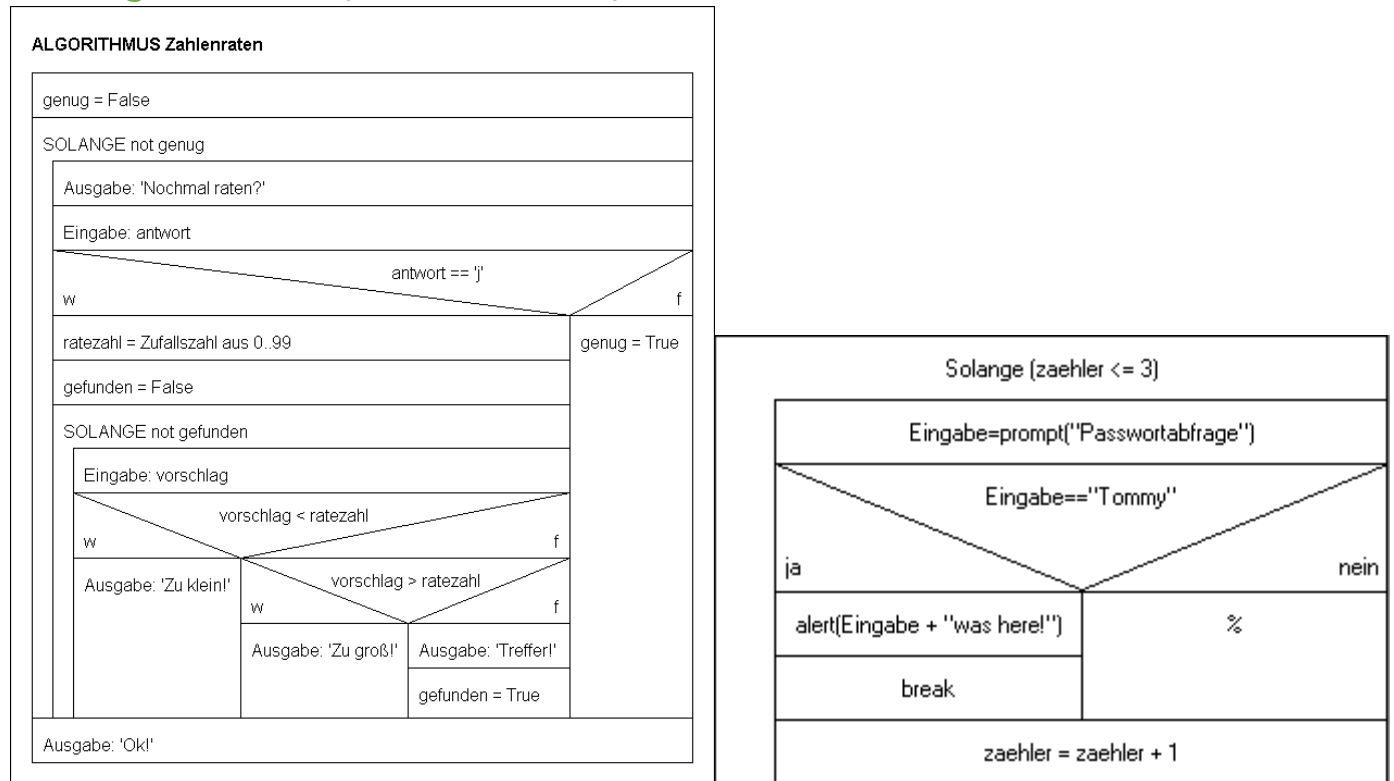 ALGORITHMUS Zahlenraten
genug = False
SOLANGE not genug
Ausgabe: 'Nochmal raten?'
Eingabe: antwort
antwort == 'j'
w
f
ratezahl = Zufallszahl aus 0..99
genug = True
gefunden = False
SOLANGE not gefunden
Eingabe: vorschlag
vorschlag < ratezahl
w
f
Ausgabe: 'Zu klein!'
vorschlag > ratezahl
w
f
Ausgabe: 'Zu groß!'
Ausgabe: 'Treffer!'
gefunden = True
Ausgabe: 'Ok!'
Solange (zaehler <= 3)
Eingabe=prompt("Passwortabfrage")
Eingabe=="Tommy"
ja
nein
alert(Eingabe + "was here!")
%
break
zaehler = zaehler + 1